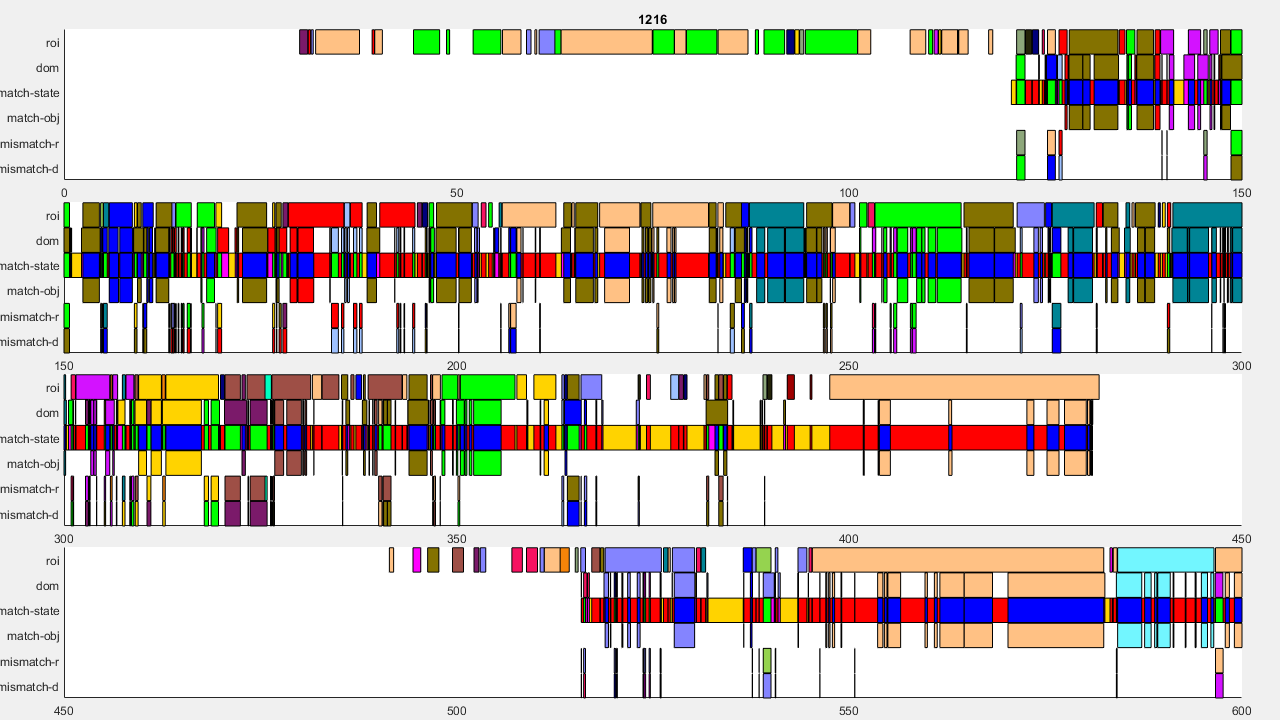 1216
roi
dom
match-state
match-obj
mismatch-r
mismatch-d
0 50 100 150
roi
dom
match-state
match-obj
mismatch-r
mismatch-d
150 200 250 300
roi
dom
match-state
match-obj
mismatch-r
mismatch-d
300 350 400 450
roi
dom
match-state
match-obj
mismatch-r
mismatch-d
450 500 550 600